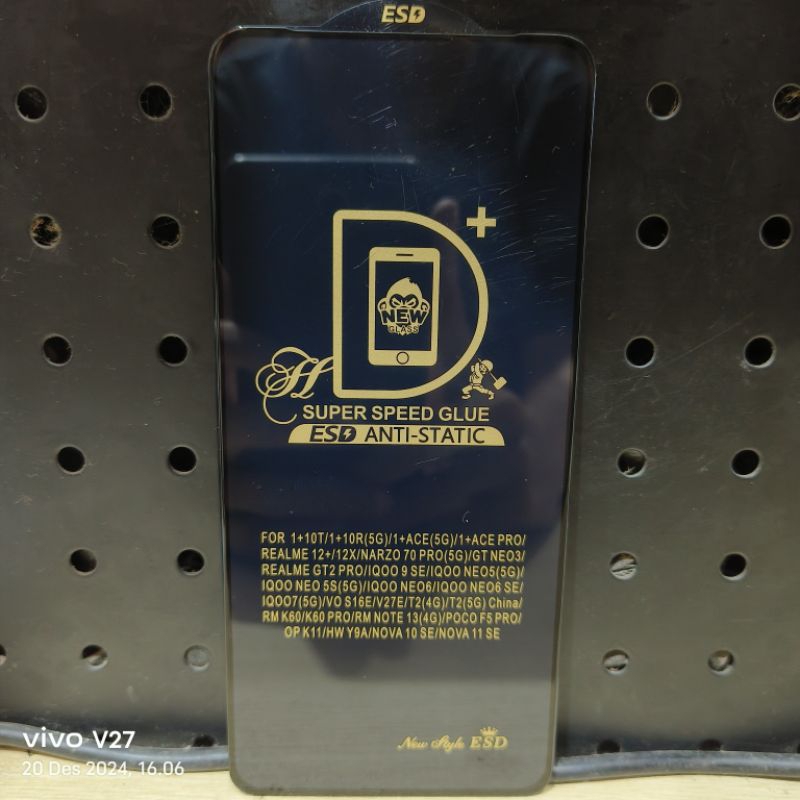 ESD
D+
NEW
GLASS
H
SUPER SPEED GLUE
ESD ANTI-STATIC
FOR 1+10T/1+10R(5G)/1+ACE(5G)/1+ACE PRO/
REALME 12+/12X/NARZO 70 PRO(5G)/GT NEO3/
REALME GT2 PRO/IQOO 9 SE/IQOO NEO5(5G)/
IQOO NEO 5S(5G)/IQOO NEO6/IQOO NEO6 SE/
IQOO7(5G)/VO S16E/V27E/T2(4G)/T2(5G) China/
RM K60/K60 PRO/RM NOTE 13(4G)/POCO F5 PRO/
OP K11/HW Y9A/NOVA 10 SE/NOVA 11 SE
New Style ESD
vivo V27
20 Des 2024, 16.06